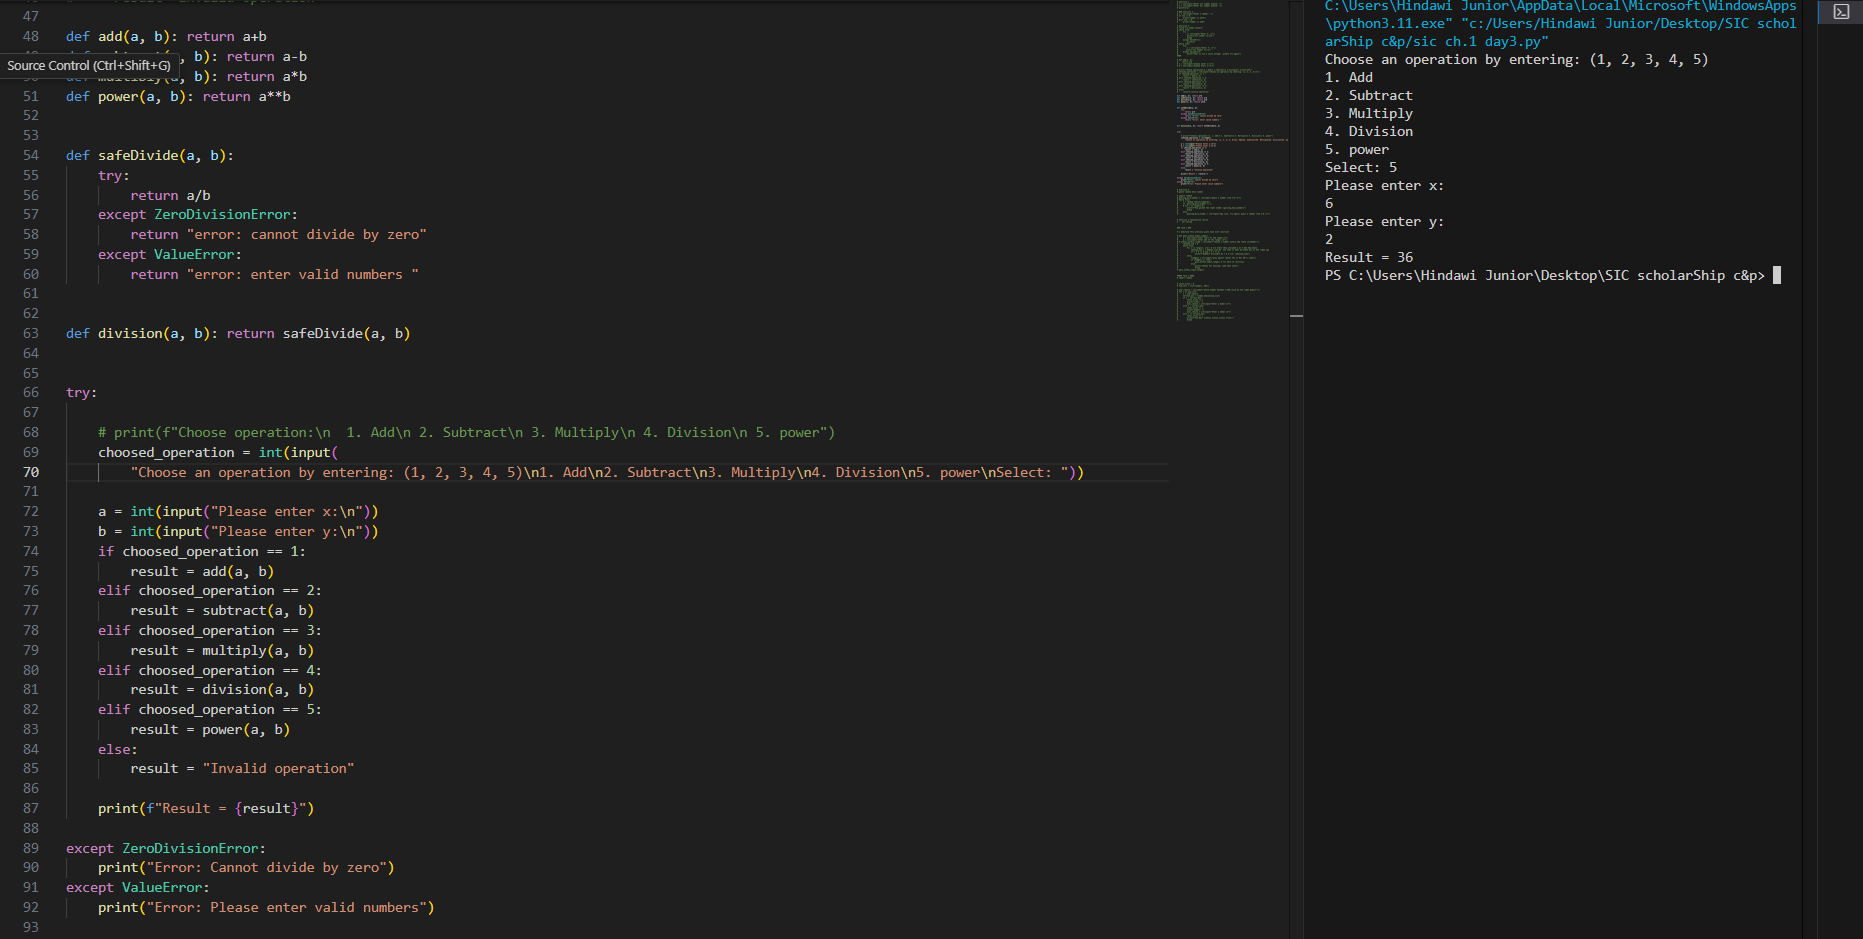 47
48 def add(a, b): return a+b
, b): return a-b
Source Control (Ctrl+Shift+G)
, b): return a*b
51 def power(a, b): return a**b
52
53
54 def safeDivide(a, b):
55 try:
56 return a/b
57 except ZeroDivisionError:
58 return "error: cannot divide by zero"
59 except ValueError:
60 return "error: enter valid numbers "
61
62
63 def division(a, b): return safeDivide(a, b)
64
65
66 try:
67
68 # print(f"Choose operation:\n  1. Add\n 2. Subtract\n 3. Multiply\n 4. Division\n 5. power")
69 choosed_operation = int(input(
70 "Choose an operation by entering: (1, 2, 3, 4, 5)\n1. Add\n2. Subtract\n3. Multiply\n4. Division\n5. power\nSelect: "))
71
72 a = int(input("Please enter x:\n"))
73 b = int(input("Please enter y:\n"))
74 if choosed_operation == 1:
75 result = add(a, b)
76 elif choosed_operation == 2:
77 result = subtract(a, b)
78 elif choosed_operation == 3:
79 result = multiply(a, b)
80 elif choosed_operation == 4:
81 result = division(a, b)
82 elif choosed_operation == 5:
83 result = power(a, b)
84 else:
85 result = "Invalid operation"
86
87 print(f"Result = {result}")
88
89 except ZeroDivisionError:
90 print("Error: Cannot divide by zero")
91 except ValueError:
92 print("Error: Please enter valid numbers")
93
C:\Users\Hindawi Junior\AppData\Local\Microsoft\WindowsApps
\python3.11.exe" "c:/Users/Hindawi Junior/Desktop/SIC schol
arShip c&p/sic ch.1 day3.py"
Choose an operation by entering: (1, 2, 3, 4, 5)
1. Add
2. Subtract
3. Multiply
4. Division
5. power
Select: 5
Please enter x:
6
Please enter y:
2
Result = 36
PS C:\Users\Hindawi Junior\Desktop\SIC scholarShip c&p>